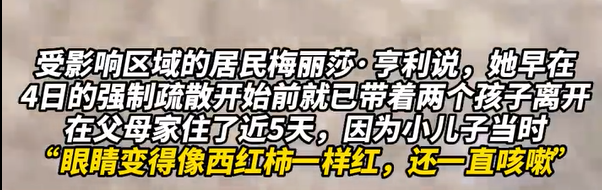 受影响区域的居民梅丽莎·亨利说，她早在
4日的强制疏散开始前就已带着两个孩子离开
在父母家住了近5天，因为小儿子当时
“眼睛变得像西红柿一样红，还一直咳嗽”